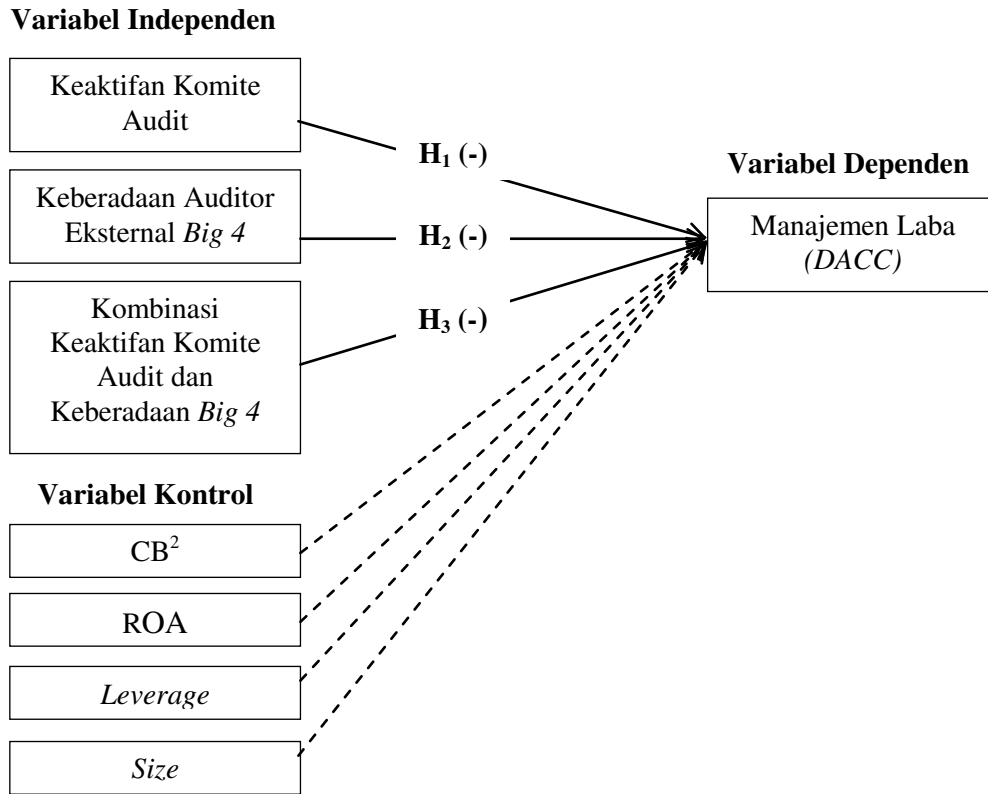 Variabel Independen
Keaktifan Komite
Audit
H₁ (-)
Variabel Dependen
Keberadaan Auditor
Eksternal Big 4
H₂ (-)
Manajemen Laba
(DACC)
Kombinasi
Keaktifan Komite
Audit dan
Keberadaan Big 4
H₃ (-)
Variabel Kontrol
CB²
ROA
Leverage
Size